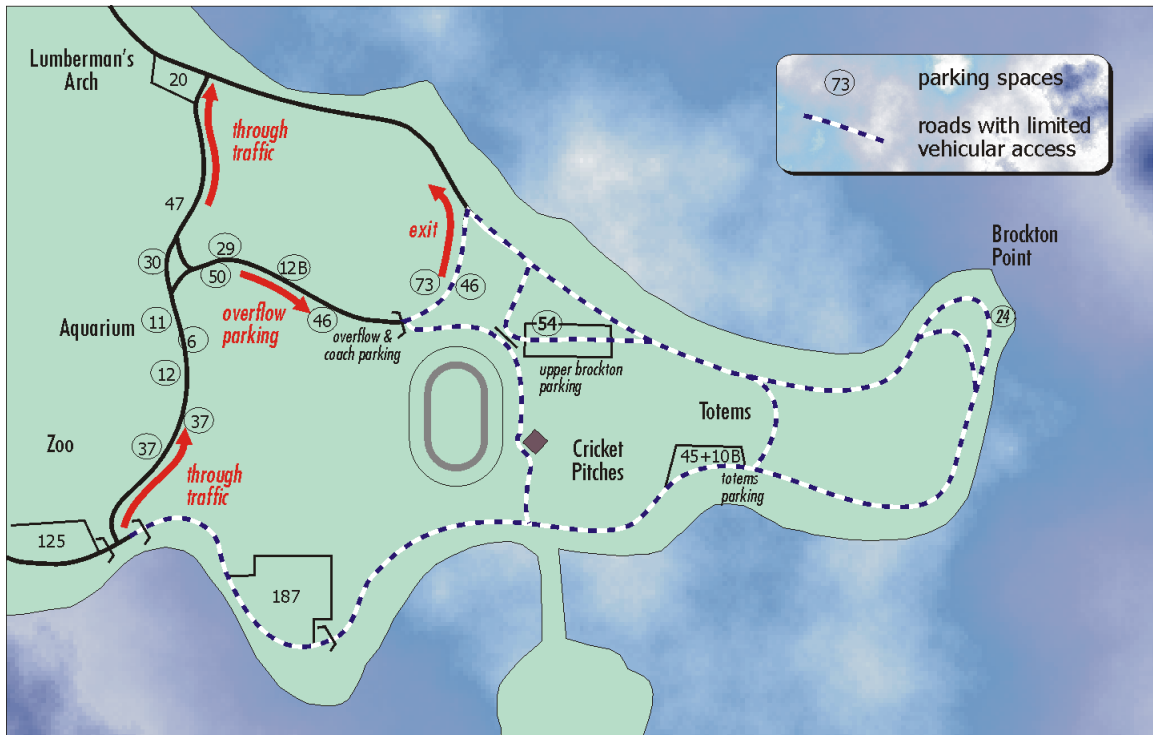 Lumberman's
Arch
20
through
traffic
73
parking spaces
roads with limited
vehicular access
47
exit
Brockton
Point
30
29
50
12B
73
46
overflow
parking
46
overflow &
coach parking
Aquarium
11
6
12
54
upper brockton
parking
24
Totems
37
37
Zoo
through
traffic
Cricket
Pitches
45+10B
totems
parking
125
187